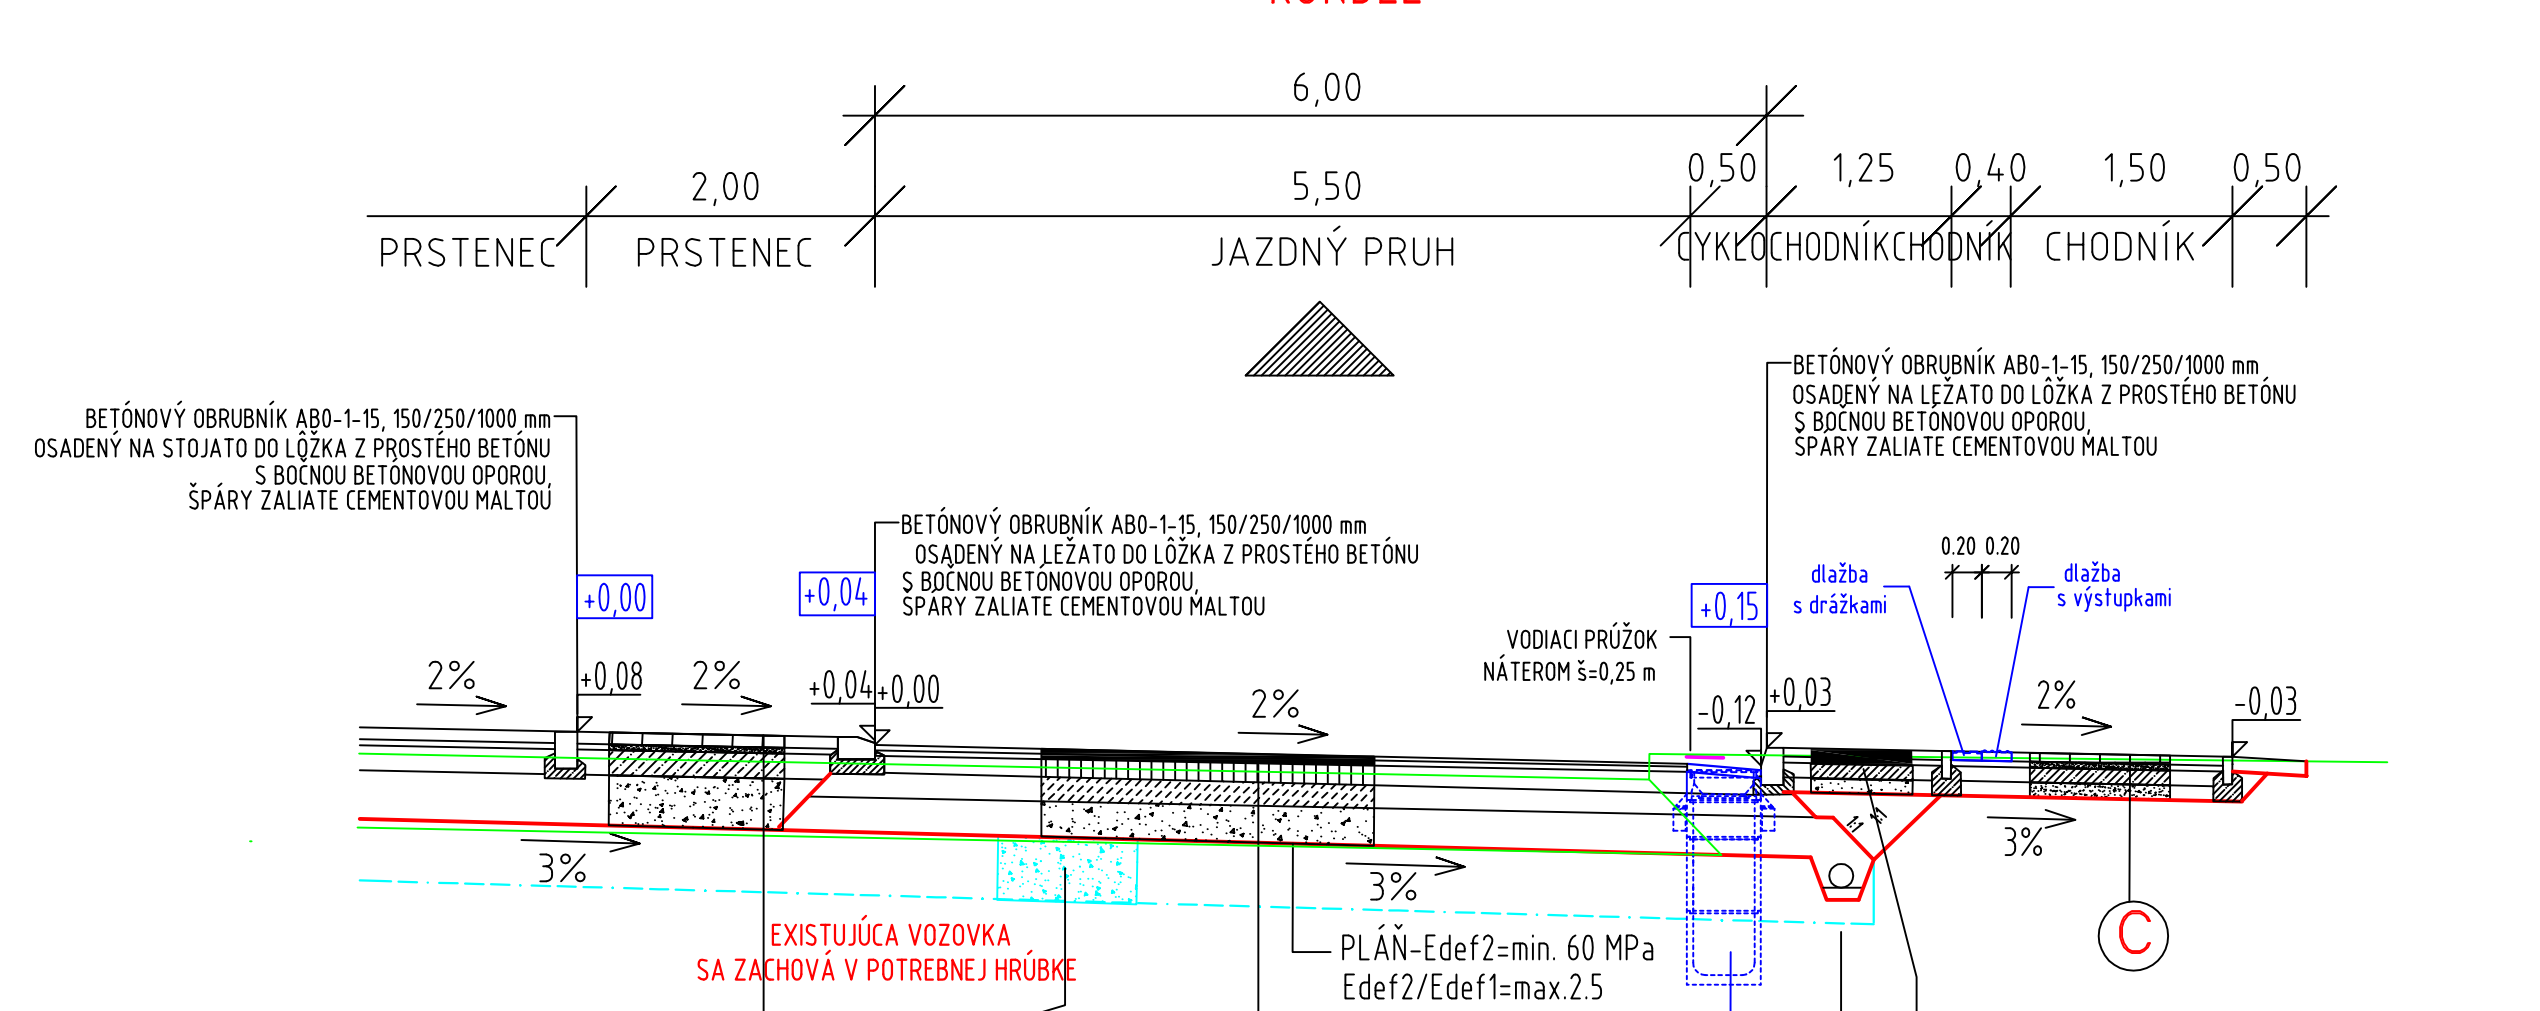 6,00
2,00
5,50
0,50
1,25
0,40
1,50
0,50
PRSTENEC
PRSTENEC
JAZDNÝ PRUH
CYKLOCHODNÍK
CHODNÍK
CHODNÍK
BETÓNOVÝ OBRUBNÍK ABO-1-15, 150/250/1000 mm
OSADENÝ NA LEŽATO DO LÔŽKA Z PROSTÉHO BETÓNU
S BOČNOU BETÓNOVOU OPOROU,
ŠPÁRY ZALIATE CEMENTOVOU MALTOU
BETÓNOVÝ OBRUBNÍK ABO-1-15, 150/250/1000 mm
OSADENÝ NA STOJATO DO LÔŽKA Z PROSTÉHO BETÓNU
S BOČNOU BETÓNOVOU OPOROU,
ŠPÁRY ZALIATE CEMENTOVOU MALTOU
BETÓNOVÝ OBRUBNÍK ABO-1-15, 150/250/1000 mm
OSADENÝ NA LEŽATO DO LÔŽKA Z PROSTÉHO BETÓNU
S BOČNOU BETÓNOVOU OPOROU,
ŠPÁRY ZALIATE CEMENTOVOU MALTOU
+0,00
+0,04
+0,15
0.20 0.20
dlažba
s drážkami
dlažba
s výstupkami
VODIACI PRÚŽOK
NÁTEROM š=0,25 m
2%
+0,08
2%
+0,04
+0,00
2%
-0,12
+0,03
2%
-0,03
1:1
1:1
3%
3%
3%
EXISTUJÚCA VOZOVKA
SA ZACHOVÁ V POTREBNEJ HRÚBKE
PLÁŇ-Edef2=min. 60 MPa
Edef2/Edef1=max.2.5
C